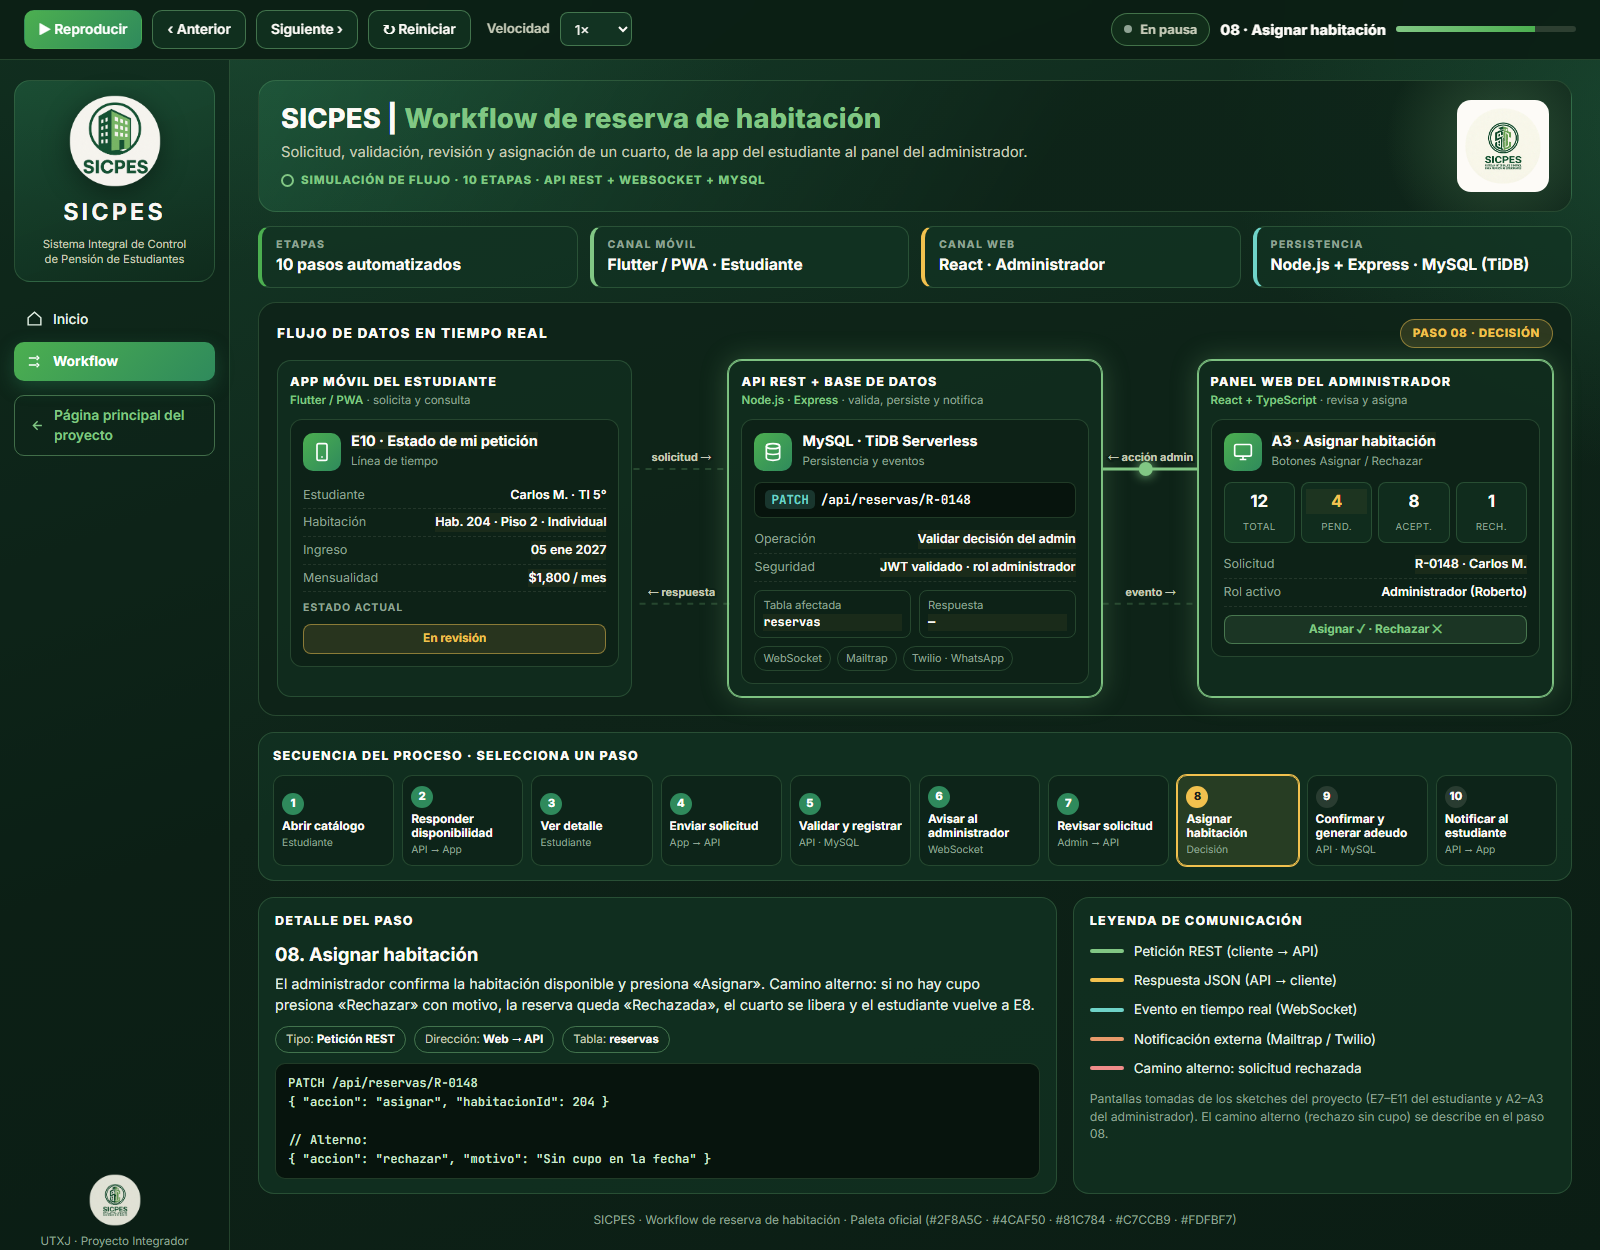 ▶ Reproducir
‹ Anterior
Siguiente ›
↻ Reiniciar
Velocidad
1×
En pausa
08 · Asignar habitación
SICPES
SICPES
Sistema Integral de Control
de Pensión de Estudiantes
Inicio
Workflow
← Página principal del
proyecto
SICPES | Workflow de reserva de habitación
Solicitud, validación, revisión y asignación de un cuarto, de la app del estudiante al panel del administrador.
SIMULACIÓN DE FLUJO · 10 ETAPAS · API REST + WEBSOCKET + MYSQL
SICPES
ETAPAS
10 pasos automatizados
CANAL MÓVIL
Flutter / PWA · Estudiante
CANAL WEB
React · Administrador
PERSISTENCIA
Node.js + Express · MySQL (TiDB)
FLUJO DE DATOS EN TIEMPO REAL
PASO 08 · DECISIÓN
APP MÓVIL DEL ESTUDIANTE
Flutter / PWA · solicita y consulta
E10 · Estado de mi petición
Línea de tiempo
Estudiante
Carlos M. · TI 5°
Habitación
Hab. 204 · Piso 2 · Individual
Ingreso
05 ene 2027
Mensualidad
$1,800 / mes
ESTADO ACTUAL
En revisión
solicitud →
← respuesta
API REST + BASE DE DATOS
Node.js · Express · valida, persiste y notifica
MySQL · TiDB Serverless
Persistencia y eventos
PATCH /api/reservas/R-0148
Operación
Validar decisión del admin
Seguridad
JWT validado · rol administrador
Tabla afectada
reservas
Respuesta
—
WebSocket
Mailtrap
Twilio · WhatsApp
← acción admin
evento →
PANEL WEB DEL ADMINISTRADOR
React + TypeScript · revisa y asigna
A3 · Asignar habitación
Botones Asignar / Rechazar
12
TOTAL
4
PEND.
8
ACEPT.
1
RECH.
Solicitud
R-0148 · Carlos M.
Rol activo
Administrador (Roberto)
Asignar ✓ · Rechazar ✕
SECUENCIA DEL PROCESO · SELECCIONA UN PASO
1
Abrir catálogo
Estudiante
2
Responder
disponibilidad
API → App
3
Ver detalle
Estudiante
4
Enviar solicitud
App → API
5
Validar y registrar
API · MySQL
6
Avisar al
administrador
WebSocket
7
Revisar solicitud
Admin → API
8
Asignar
habitación
Decisión
9
Confirmar y
generar adeudo
API · MySQL
10
Notificar al
estudiante
API → App
DETALLE DEL PASO
08. Asignar habitación
El administrador confirma la habitación disponible y presiona «Asignar». Camino alterno: si no hay cupo
presiona «Rechazar» con motivo, la reserva queda «Rechazada», el cuarto se libera y el estudiante vuelve a E8.
Tipo: Petición REST
Dirección: Web → API
Tabla: reservas
PATCH /api/reservas/R-0148
{ "accion": "asignar", "habitacionId": 204 }
// Alterno:
{ "accion": "rechazar", "motivo": "Sin cupo en la fecha" }
LEYENDA DE COMUNICACIÓN
Petición REST (cliente → API)
Respuesta JSON (API → cliente)
Evento en tiempo real (WebSocket)
Notificación externa (Mailtrap / Twilio)
Camino alterno: solicitud rechazada
Pantallas tomadas de los sketches del proyecto (E7–E11 del estudiante y A2–A3
del administrador). El camino alterno (rechazo sin cupo) se describe en el paso
08.
SICPES
UTXJ · Proyecto Integrador
SICPES · Workflow de reserva de habitación · Paleta oficial (#2F8A5C · #4CAF50 · #81C784 · #C7CCB9 · #FDFBF7)